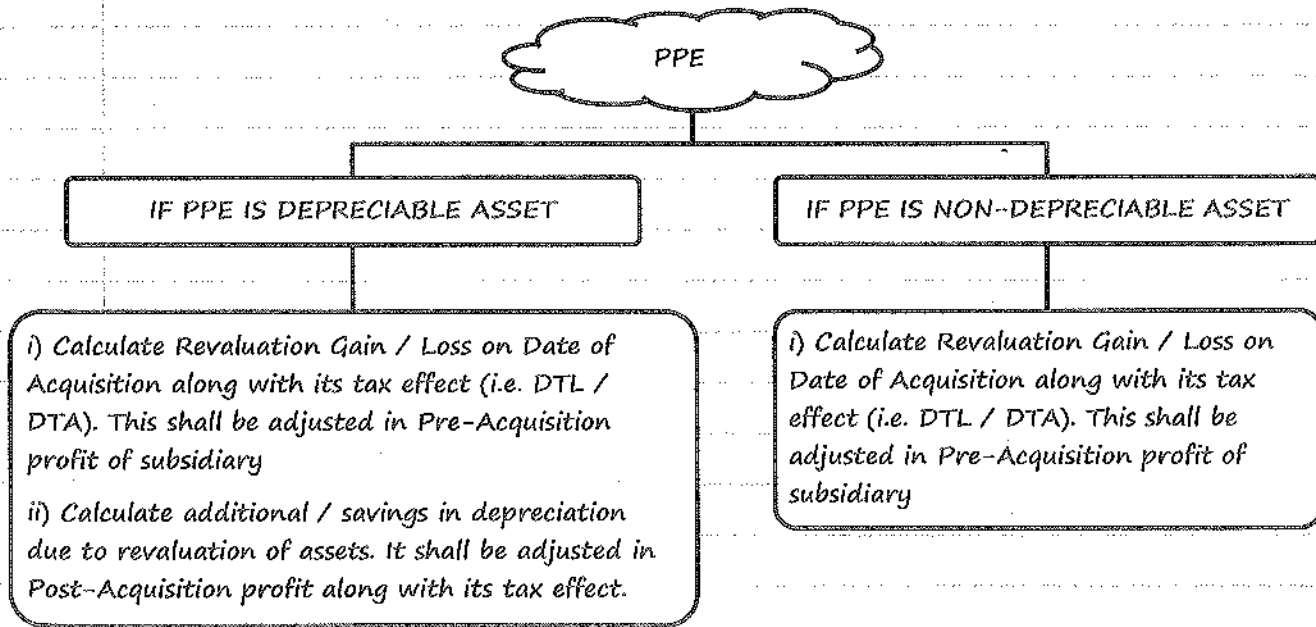 PPE
IF PPE IS DEPRECIABLE ASSET
i) Calculate Revaluation Gain / Loss on Date of
Acquisition along with its tax effect (i.e. DTL /
DTA). This shall be adjusted in Pre-Acquisition
profit of subsidiary
ii) Calculate additional / savings in depreciation
due to revaluation of assets. It shall be adjusted in
Post-Acquisition profit along with its tax effect.
IF PPE IS NON-DEPRECIABLE ASSET
i) Calculate Revaluation Gain / Loss on
Date of Acquisition along with its tax
effect (i.e. DTL / DTA). This shall be
adjusted in Pre-Acquisition profit of
subsidiary